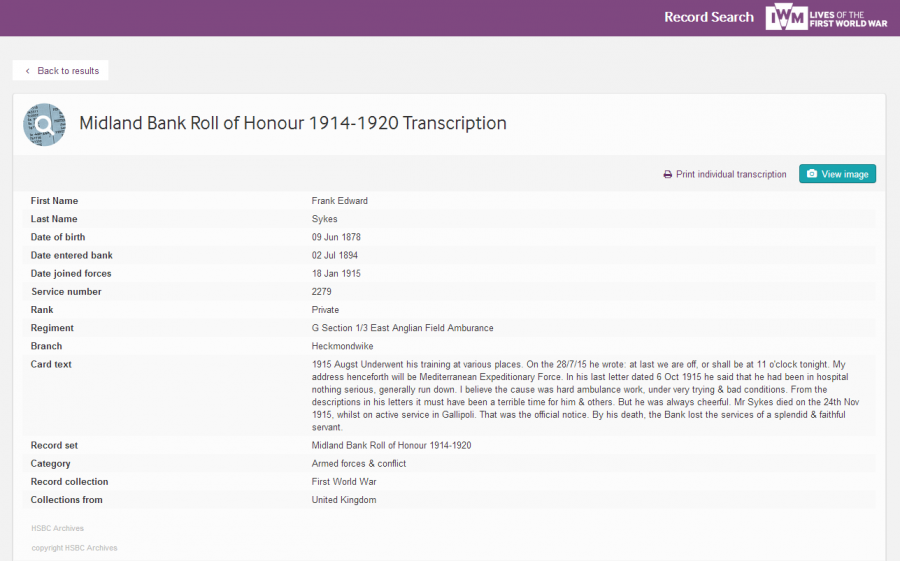 Record Search IWM LIVES OF THE FIRST WORLD WAR
‹ Back to results
Midland Bank Roll of Honour 1914-1920 Transcription
Print individual transcription View image
First Name Frank Edward
Last Name Sykes
Date of birth 09 Jun 1878
Date entered bank 02 Jul 1894
Date joined forces 18 Jan 1915
Service number 2279
Rank Private
Regiment G Section 1/3 East Anglian Field Amburance
Branch Heckmondwike
Card text 1915 Augst Underwent his training at various places. On the 28/7/15 he wrote: at last we are off, or shall be at 11 o'clock tonight. My
address henceforth will be Mediterranean Expeditionary Force. In his last letter dated 6 Oct 1915 he said that he had been in hospital
nothing serious, generally run down. I believe the cause was hard ambulance work, under very trying & bad conditions. From the
descriptions in his letters it must have been a terrible time for him & others. But he was always cheerful. Mr Sykes died on the 24th Nov
1915, whilst on active service in Gallipoli. That was the official notice. By his death, the Bank lost the services of a splendid & faithful
servant.
Record set Midland Bank Roll of Honour 1914-1920
Category Armed forces & conflict
Record collection First World War
Collections from United Kingdom
HSBC Archives
copyright HSBC Archives